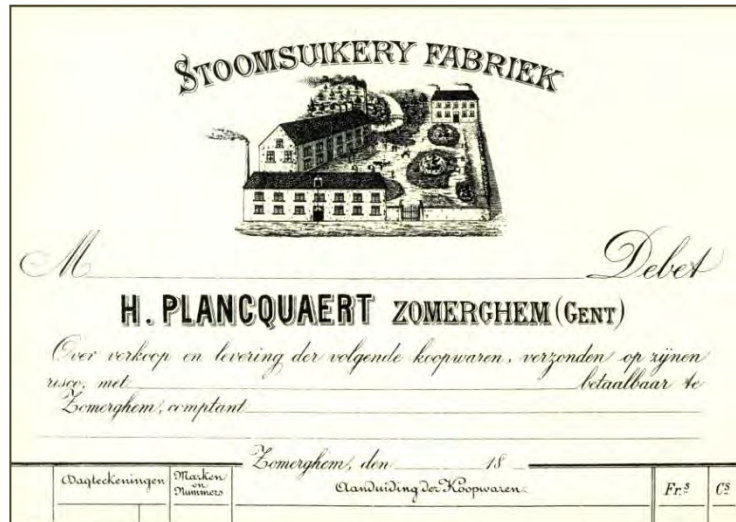 STOOMSUIKERY FABRIEK
M Debet
H. PLANCQUAERT ZOMERGHEM (GENT)
Over verkoop en levering der volgende koopwaren, verzonden op zijnen
risco, met betaalbaar te
Zomerghem, comptant
Zomerghem, den 18
Dagteekeningen Marken en Nummers Aanduiding der Koopwaren Fr.s Cs